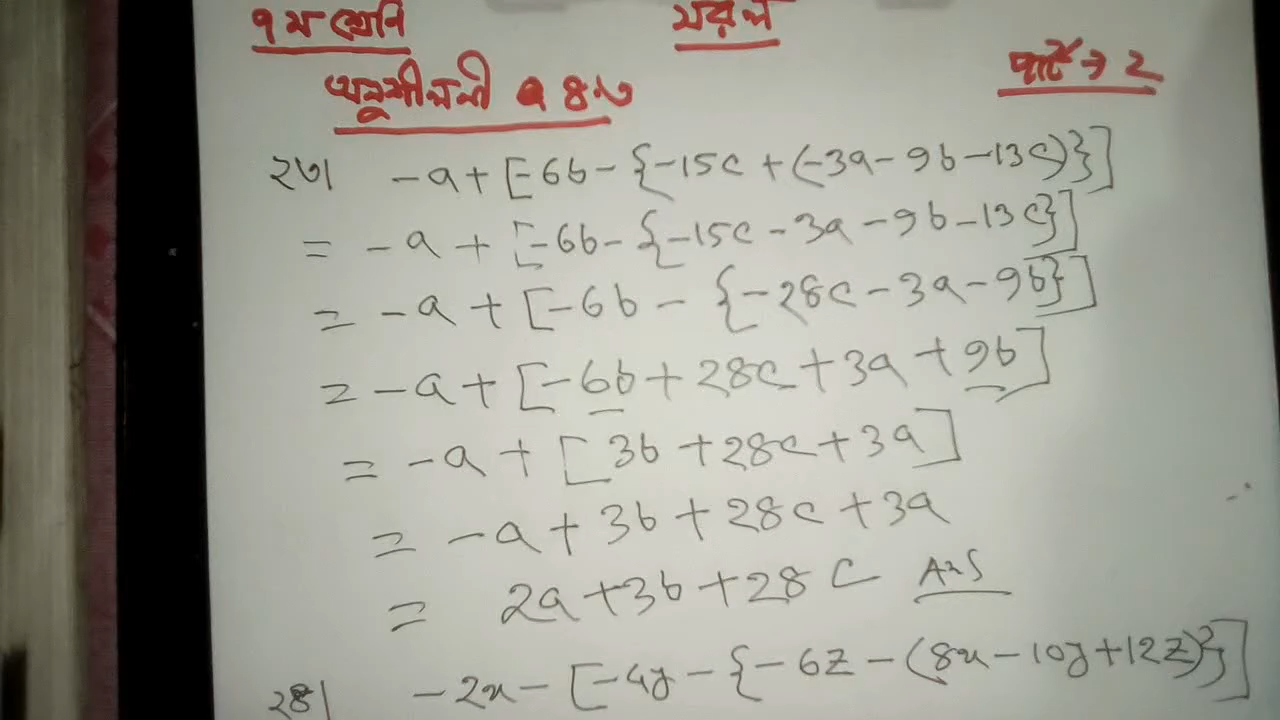 ৭ম শ্রেণি
সরল
অনুশীলনী ৪.৩
পার্ট → 2
২৩। -a + [-6b - {-15c + (-3a - 9b - 13c)}]
= -a + [-6b - {-15c - 3a - 9b - 13c}]
= -a + [-6b - {-28c - 3a - 9b}]
= -a + [-6b + 28c + 3a + 9b]
= -a + [3b + 28c + 3a]
= -a + 3b + 28c + 3a
= 2a + 3b + 28c Ans
২৪। -2x - [-4y - {-6z - (8x - 10y + 12z)}]